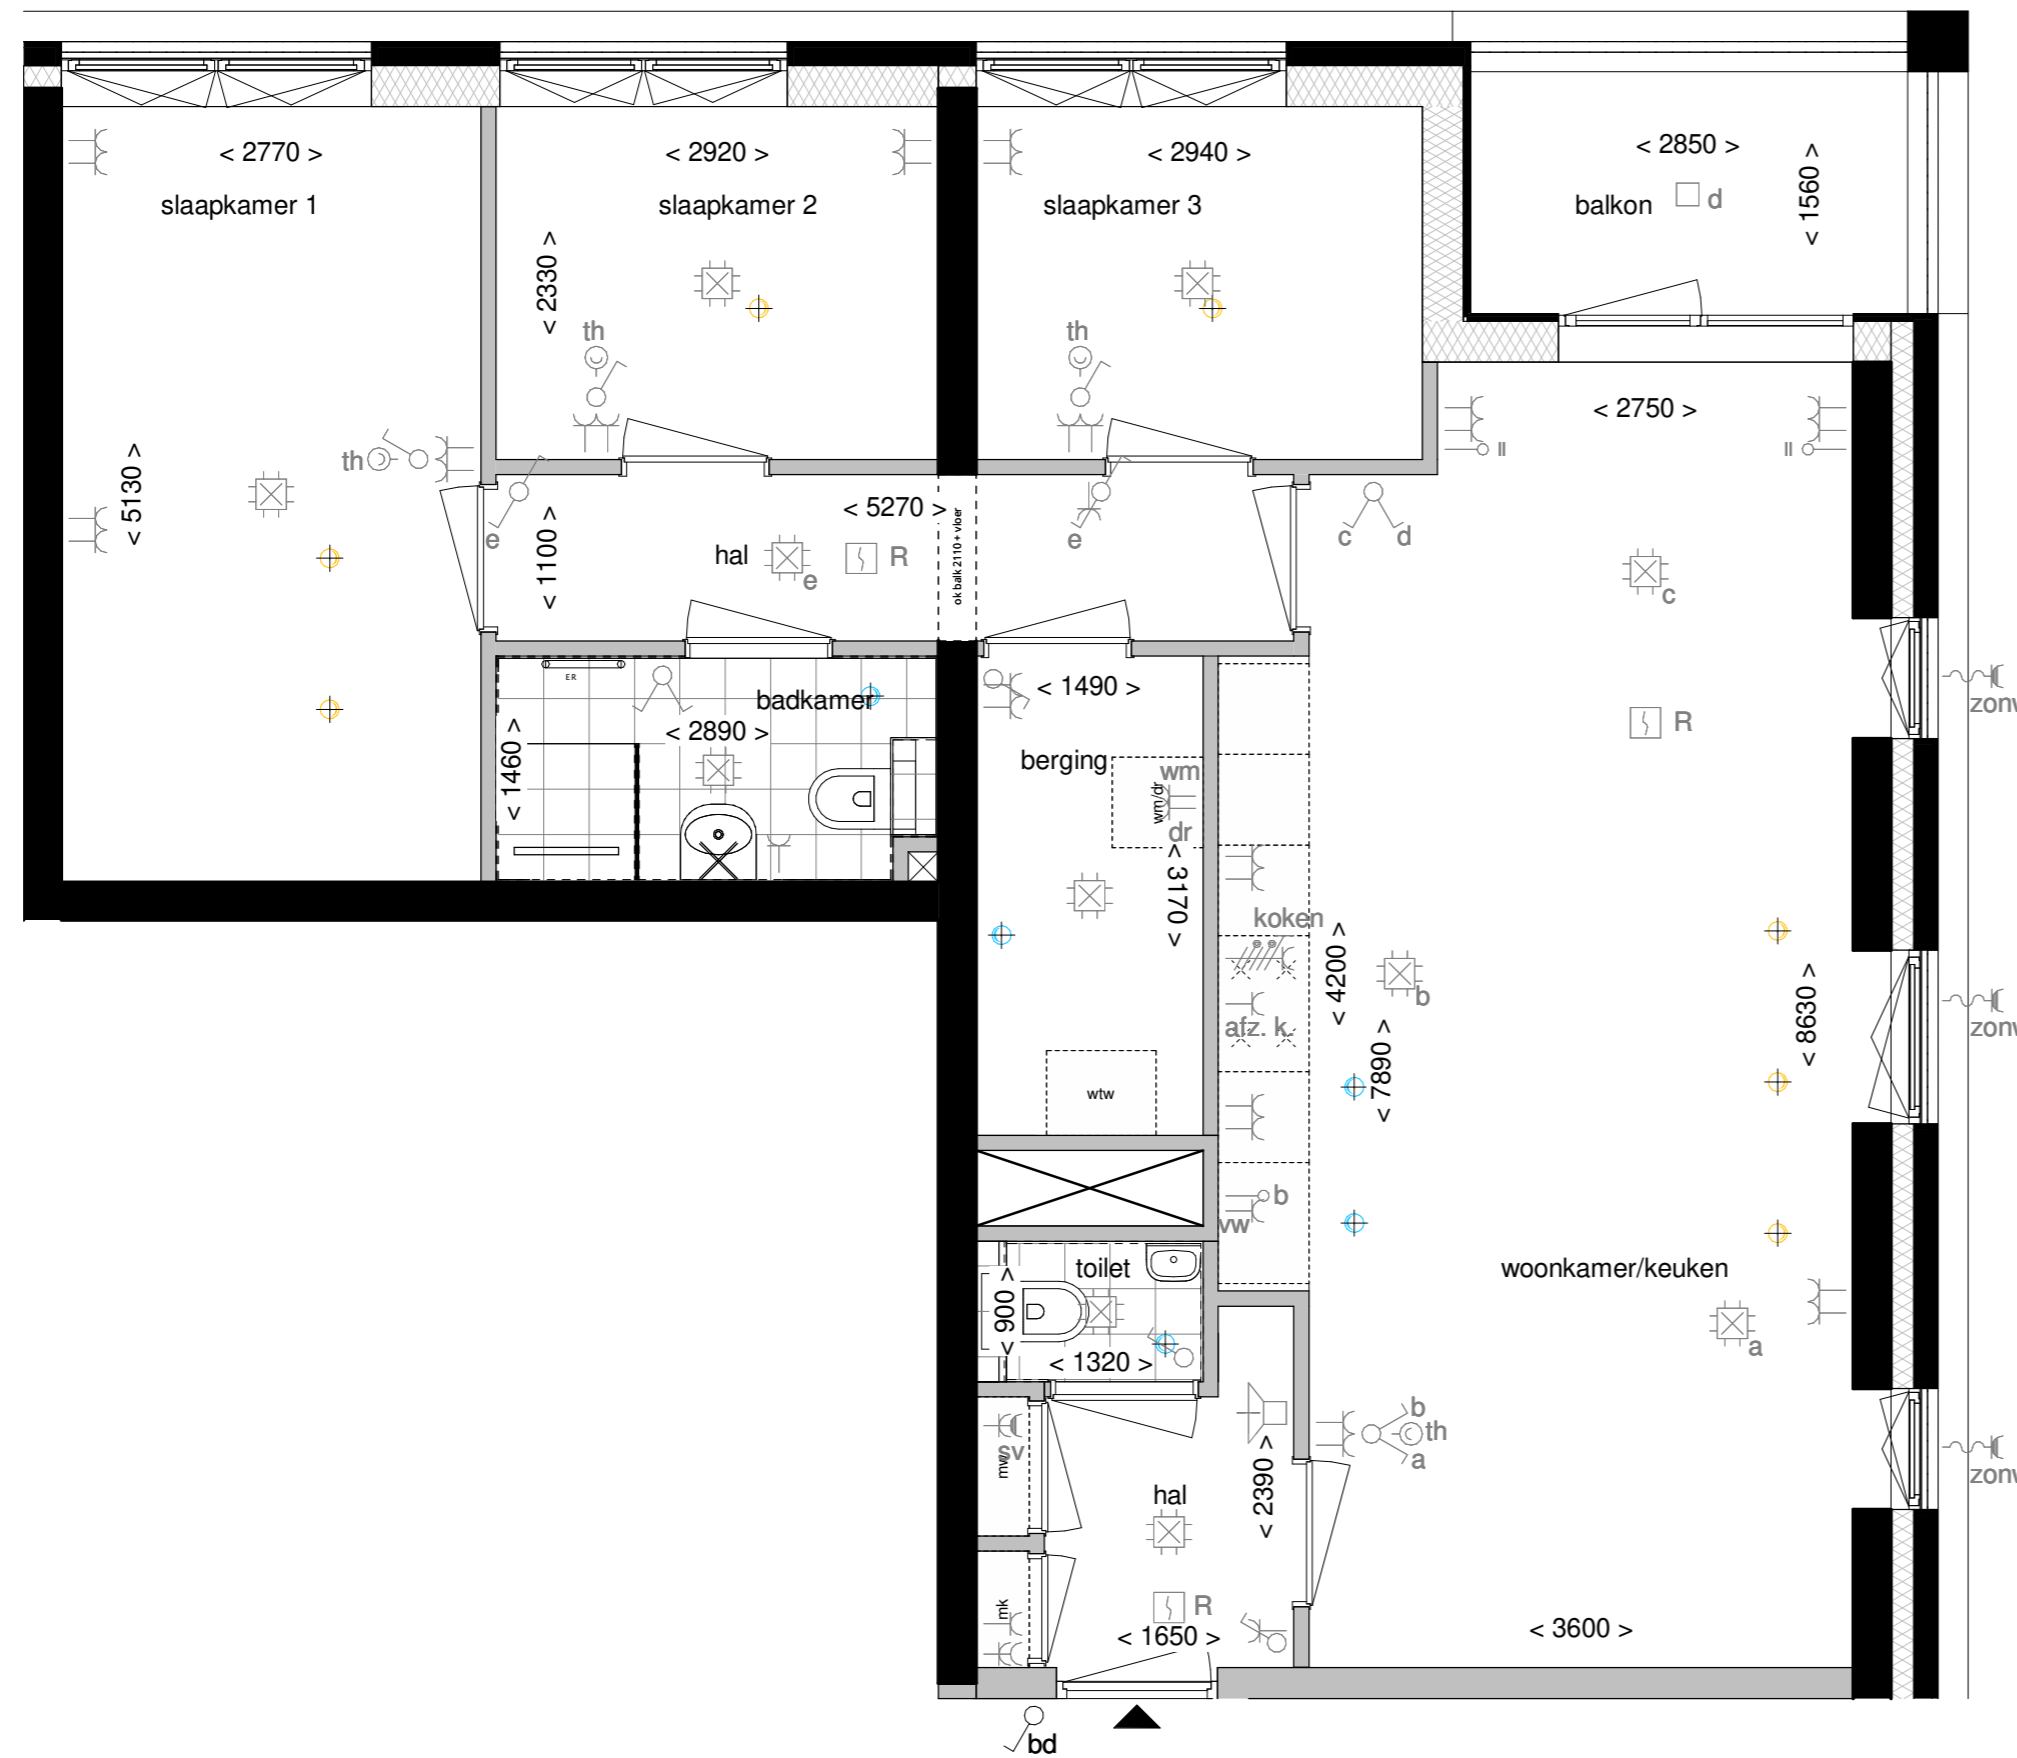 < 2770 >
< 2920 >
< 2940 >
< 2850 >
slaapkamer 1
slaapkamer 2
slaapkamer 3
balkon
d
< 1560 >
< 2330 >
th
th
< 2750 >
th
< 5130 >
e
< 1100 >
< 5270 >
ok balk 2110 + vloer
hal
e
R
e
c
d
c
ER
badkamer
< 2890 >
< 1460 >
< 1490 >
R
zonw
berging
wm
wm/dr
dr
< 3170 >
koken
afz. k.
< 4200 >
b
< 7890 >
< 8630 >
zonw
wtw
b
vw
toilet
< 900 >
< 1320 >
woonkamer/keuken
a
b
th
a
sv
mw
< 2390 >
zonw
hal
mk
R
< 1650 >
< 3600 >
bd